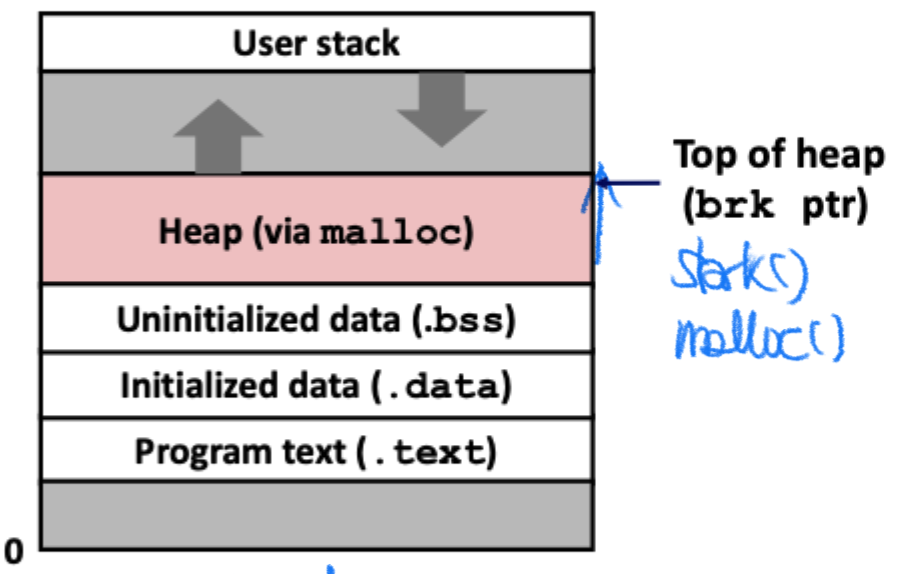 User stack
Top of heap
(brk ptr)
Heap (via malloc)
malloc()
Uninitialized data (.bss)
Initialized data (.data)
Program text (.text)
0